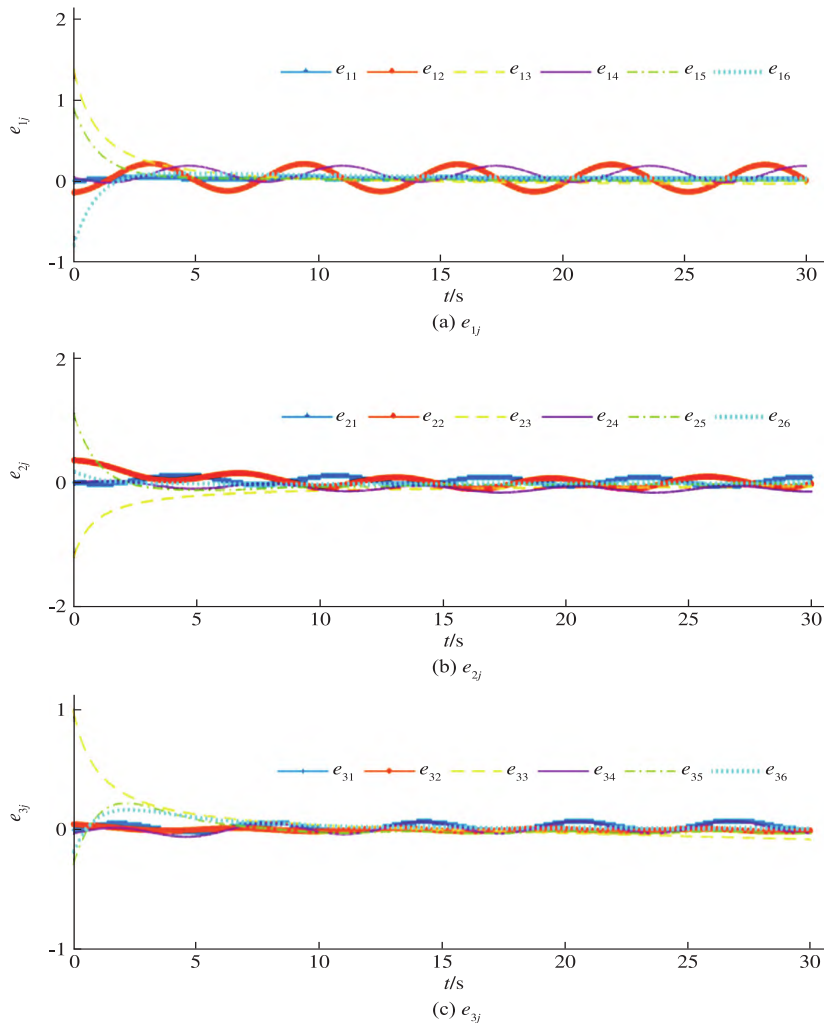 2
e₁₁ e₁₂ e₁₃ e₁₄ e₁₅ e₁₆
1
e₁ⱼ
0
-1
0 5 10 15 20 25 30
t/s
(a) e₁ⱼ
2
e₂₁ e₂₂ e₂₃ e₂₄ e₂₅ e₂₆
e₂ⱼ
0
-2
0 5 10 15 20 25 30
t/s
(b) e₂ⱼ
1
e₃₁ e₃₂ e₃₃ e₃₄ e₃₅ e₃₆
e₃ⱼ
0
-1
0 5 10 15 20 25 30
t/s
(c) e₃ⱼ